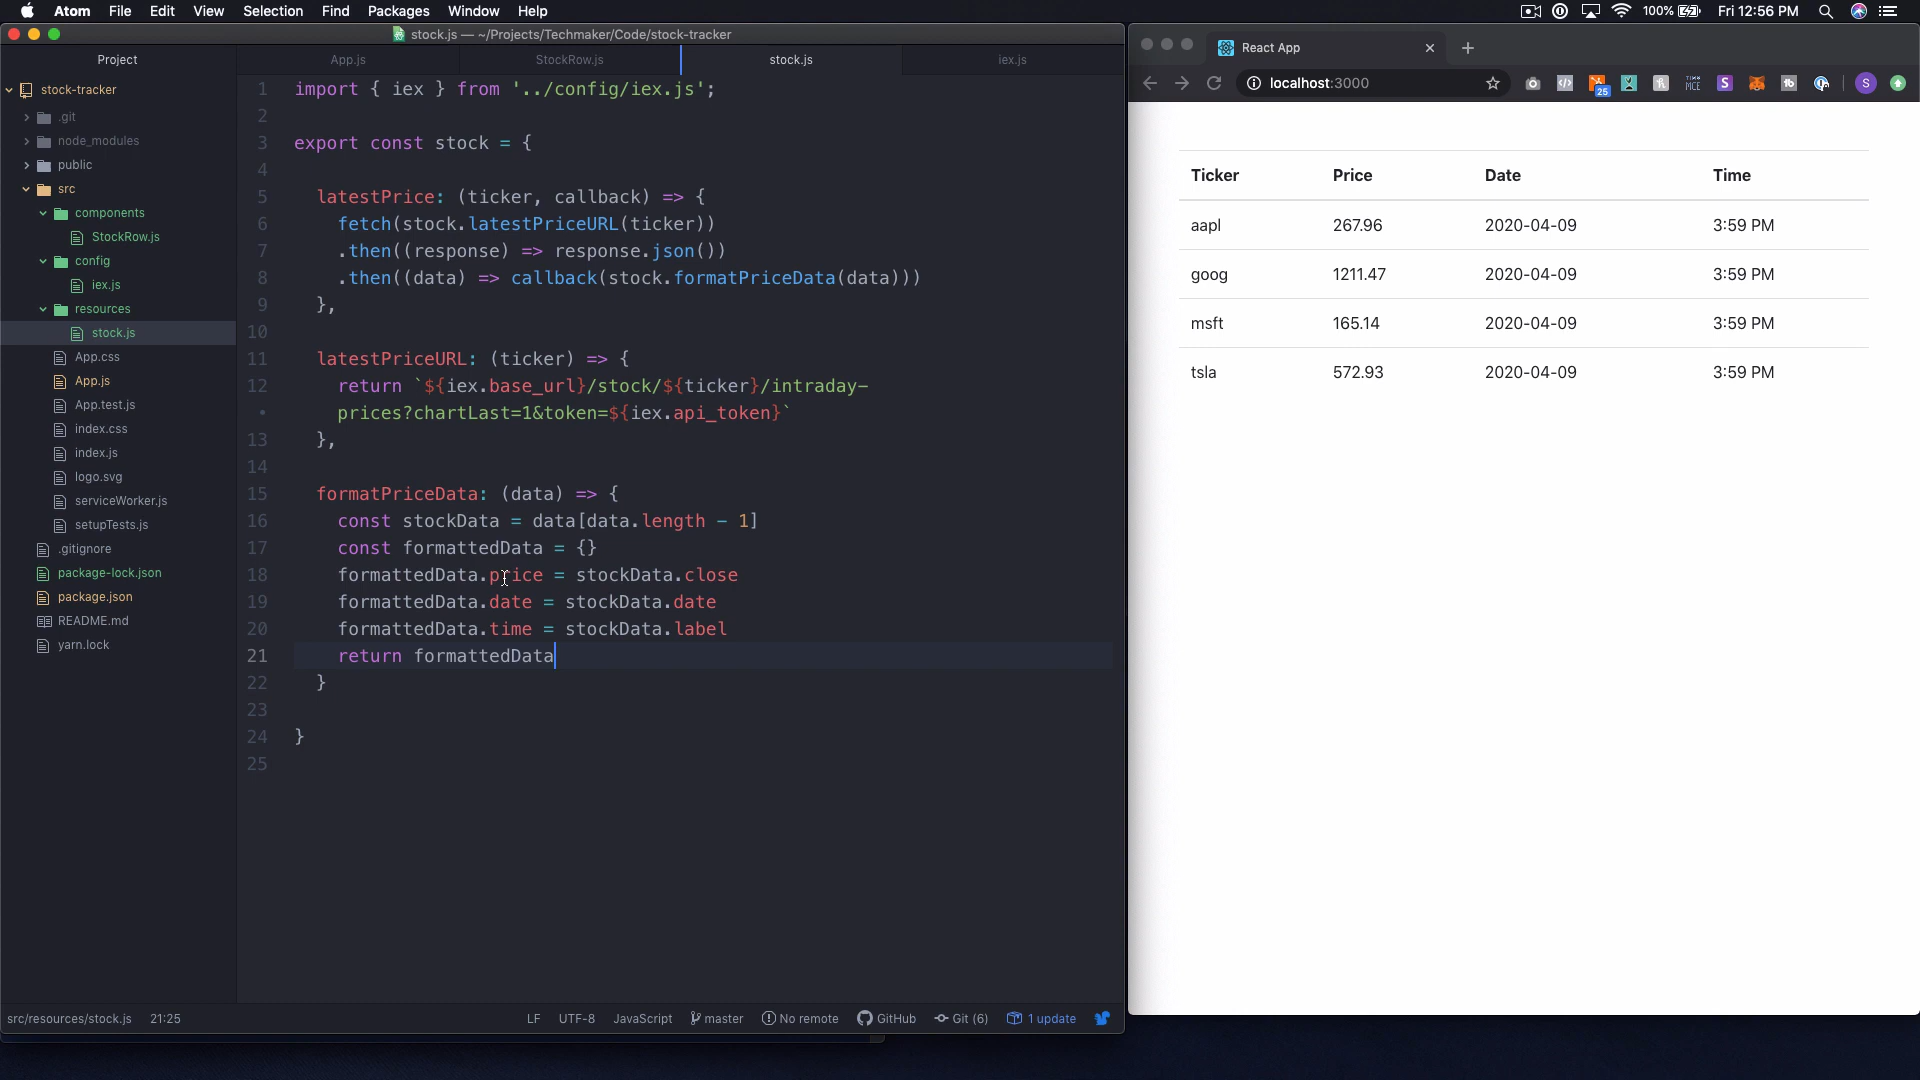 Atom File Edit View Selection Find Packages Window Help 100% Fri 12:56 PM
stock.js — ~/Projects/Techmaker/Code/stock-tracker
Project
App.js StockRow.js stock.js iex.js
stock-tracker
.git
node_modules
public
src
components
StockRow.js
config
iex.js
resources
stock.js
App.css
App.js
App.test.js
index.css
index.js
logo.svg
serviceWorker.js
setupTests.js
.gitignore
package-lock.json
package.json
README.md
yarn.lock
1 import { iex } from '../config/iex.js';
2
3 export const stock = {
4
5 latestPrice: (ticker, callback) => {
6 fetch(stock.latestPriceURL(ticker))
7 .then((response) => response.json())
8 .then((data) => callback(stock.formatPriceData(data)))
9 },
10
11 latestPriceURL: (ticker) => {
12 return `${iex.base_url}/stock/${ticker}/intraday-
• prices?chartLast=1&token=${iex.api_token}`
13 },
14
15 formatPriceData: (data) => {
16 const stockData = data[data.length - 1]
17 const formattedData = {}
18 formattedData.price = stockData.close
19 formattedData.date = stockData.date
20 formattedData.time = stockData.label
21 return formattedData
22 }
23
24 }
25
src/resources/stock.js 21:25 LF UTF-8 JavaScript master No remote GitHub Git (6) 1 update
React App
localhost:3000
25
S
S
Ticker Price Date Time
aapl 267.96 2020-04-09 3:59 PM
goog 1211.47 2020-04-09 3:59 PM
msft 165.14 2020-04-09 3:59 PM
tsla 572.93 2020-04-09 3:59 PM